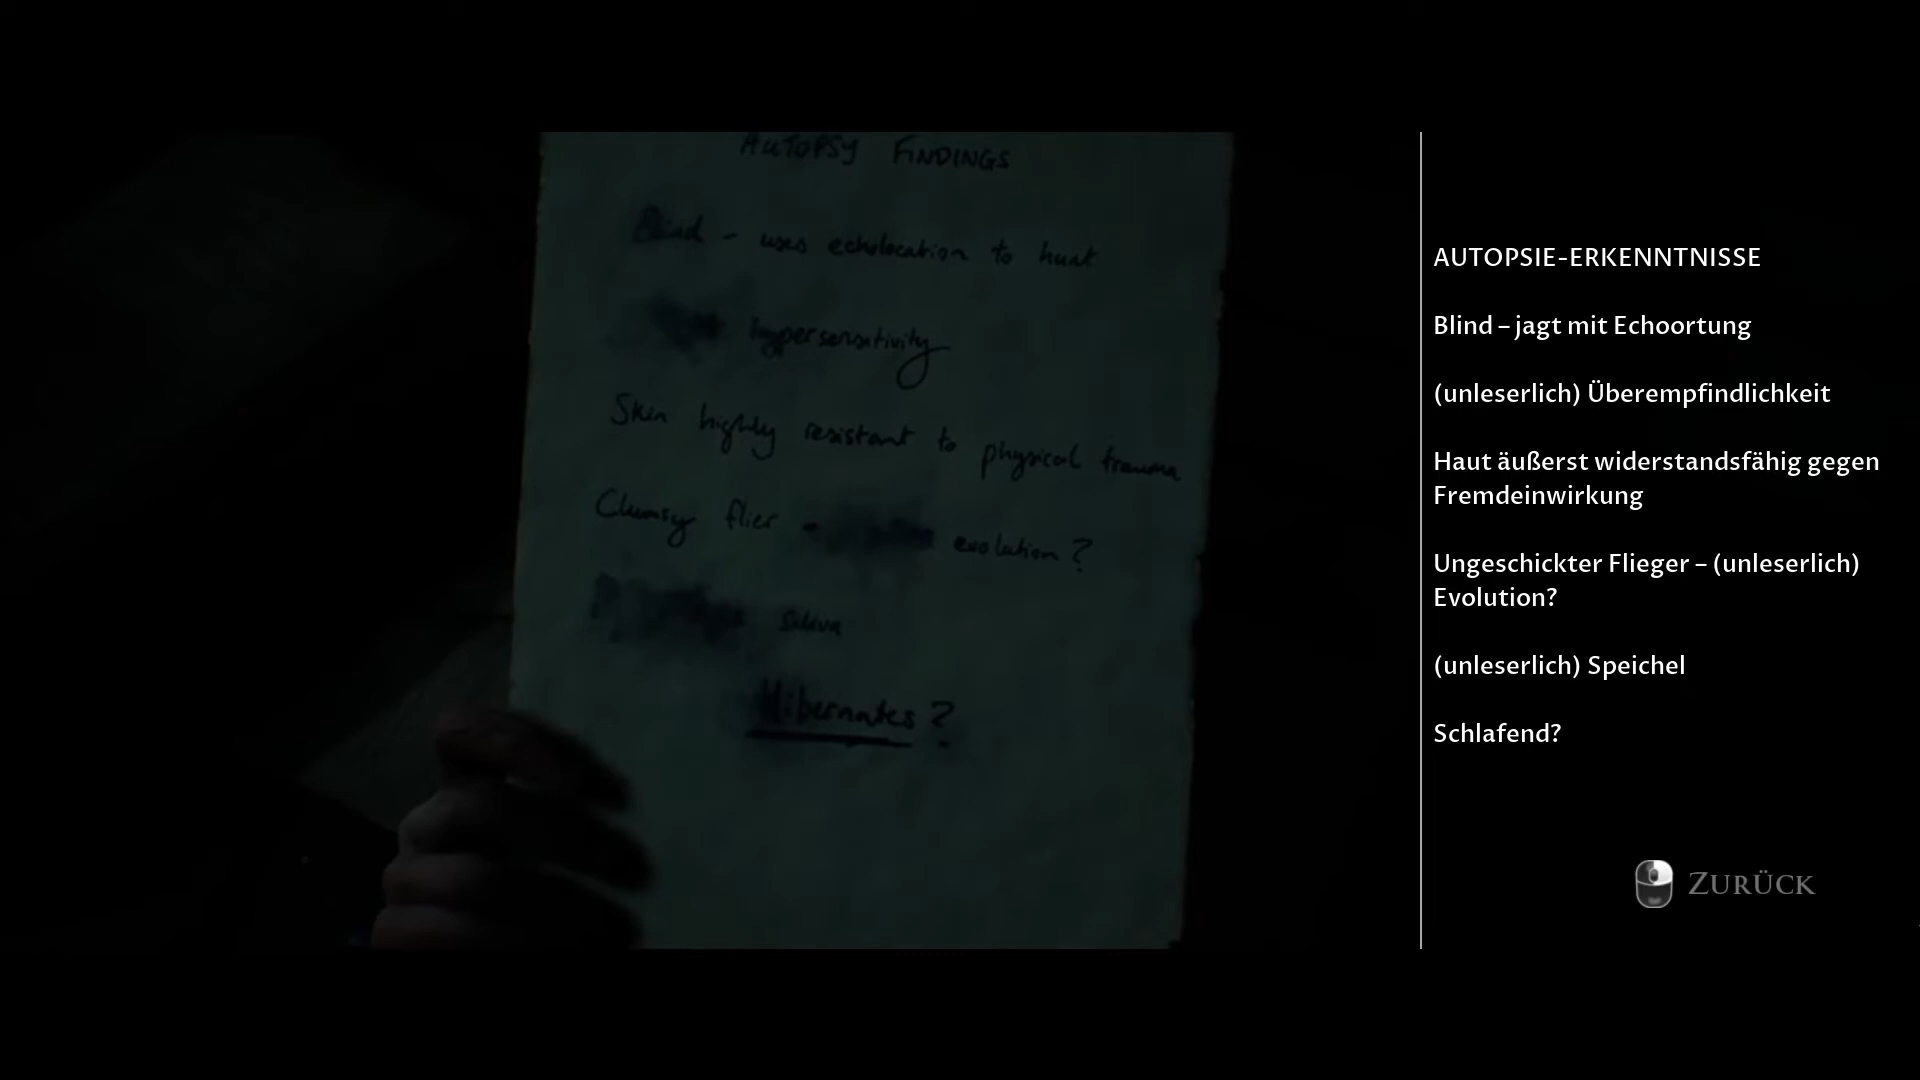 AUTOPSY FINDINGS
Blind - uses echolocation to hunt
hypersensitivity
Skin highly resistant to physical trauma
Clumsy flier - evolution?
saliva
Hibernates?
AUTOPSIE-ERKENNTNISSE
Blind – jagt mit Echoortung
(unleserlich) Überempfindlichkeit
Haut äußerst widerstandsfähig gegen
Fremdeinwirkung
Ungeschickter Flieger – (unleserlich)
Evolution?
(unleserlich) Speichel
Schlafend?
ZURÜCK